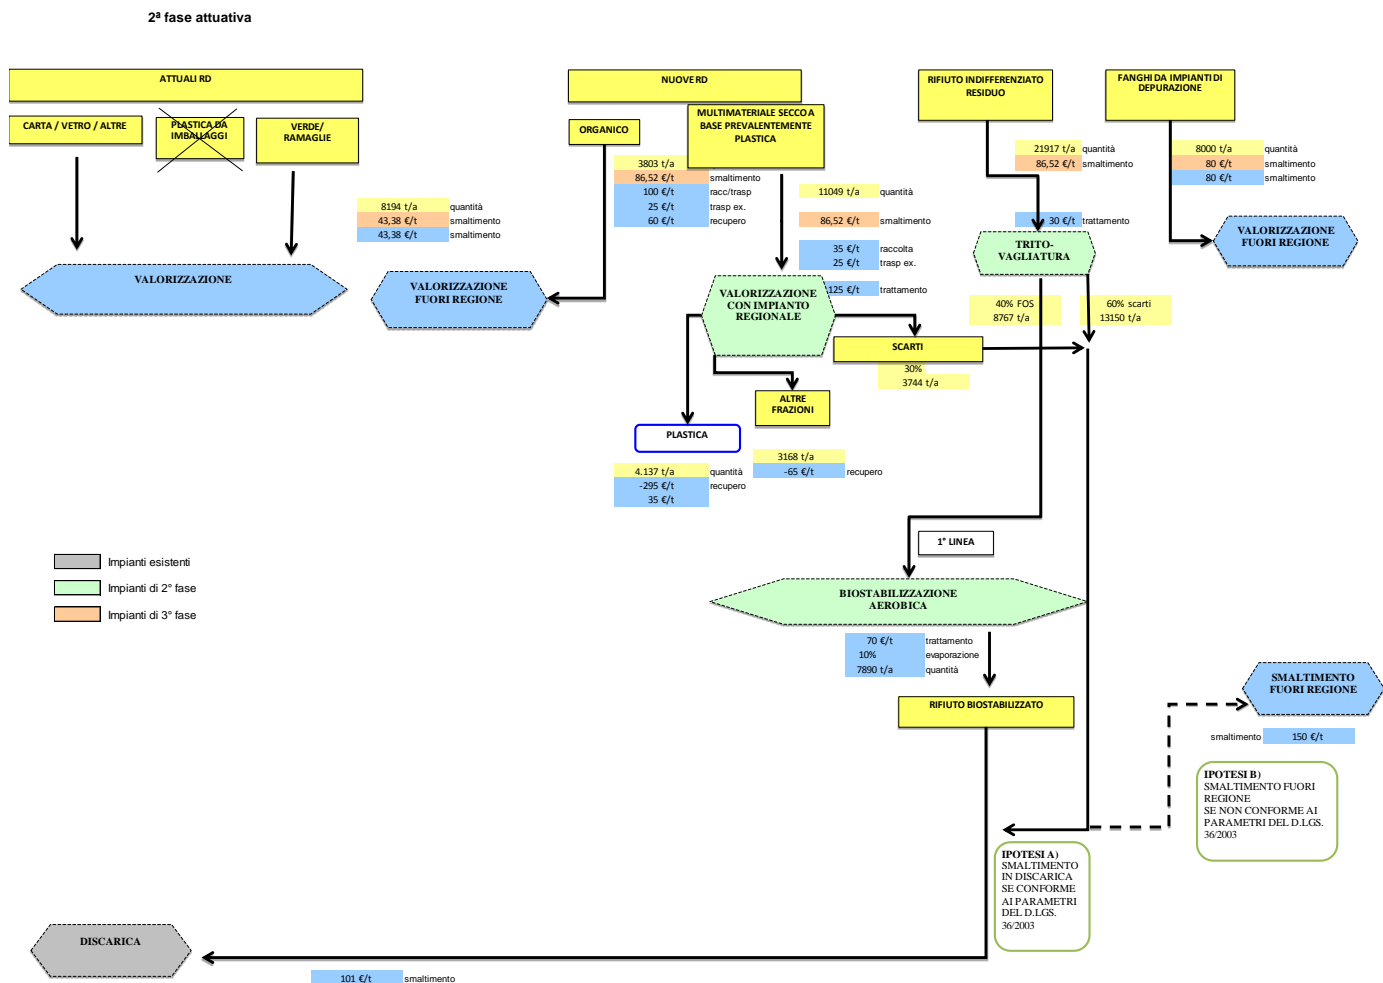 2ª fase attuativa
ATTUALI RD
NUOVE RD
RIFIUTO INDIFFERENZIATO
RESIDUO
FANGHI DA IMPIANTI DI
DEPURAZIONE
CARTA / VETRO / ALTRE
PLASTICA DA
IMBALLAGGI
VERDE/
RAMAGLIE
ORGANICO
MULTIMATERIALE SECCO A
BASE PREVALENTEMENTE
PLASTICA
8194 t/a quantità
43,38 €/t smaltimento
43,38 €/t smaltimento
3803 t/a
86,52 €/t smaltimento
100 €/t racc/trasp
25 €/t trasp ex.
60 €/t recupero
11049 t/a quantità
86,52 €/t smaltimento
35 €/t raccolta
25 €/t trasp ex.
125 €/t trattamento
21917 t/a quantità
86,52 €/t smaltimento
30 €/t trattamento
8000 t/a quantità
80 €/t smaltimento
80 €/t smaltimento
VALORIZZAZIONE
VALORIZZAZIONE
FUORI REGIONE
VALORIZZAZIONE
CON IMPIANTO
REGIONALE
TRITO-
VAGLIATURA
VALORIZZAZIONE
FUORI REGIONE
40% FOS
8767 t/a
60% scarti
13150 t/a
SCARTI
30%
3744 t/a
ALTRE
FRAZIONI
PLASTICA
3168 t/a
-65 €/t recupero
4.137 t/a quantità
-295 €/t recupero
35 €/t
1° LINEA
Impianti esistenti
Impianti di 2° fase
Impianti di 3° fase
BIOSTABILIZZAZIONE
AEROBICA
70 €/t trattamento
10% evaporazione
7890 t/a quantità
RIFIUTO BIOSTABILIZZATO
SMALTIMENTO
FUORI REGIONE
smaltimento 150 €/t
IPOTESI B)
SMALTIMENTO FUORI
REGIONE
SE NON CONFORME AI
PARAMETRI DEL D.LGS.
36/2003
IPOTESI A)
SMALTIMENTO
IN DISCARICA
SE CONFORME
AI PARAMETRI
DEL D.LGS.
36/2003
DISCARICA
101 €/t smaltimento